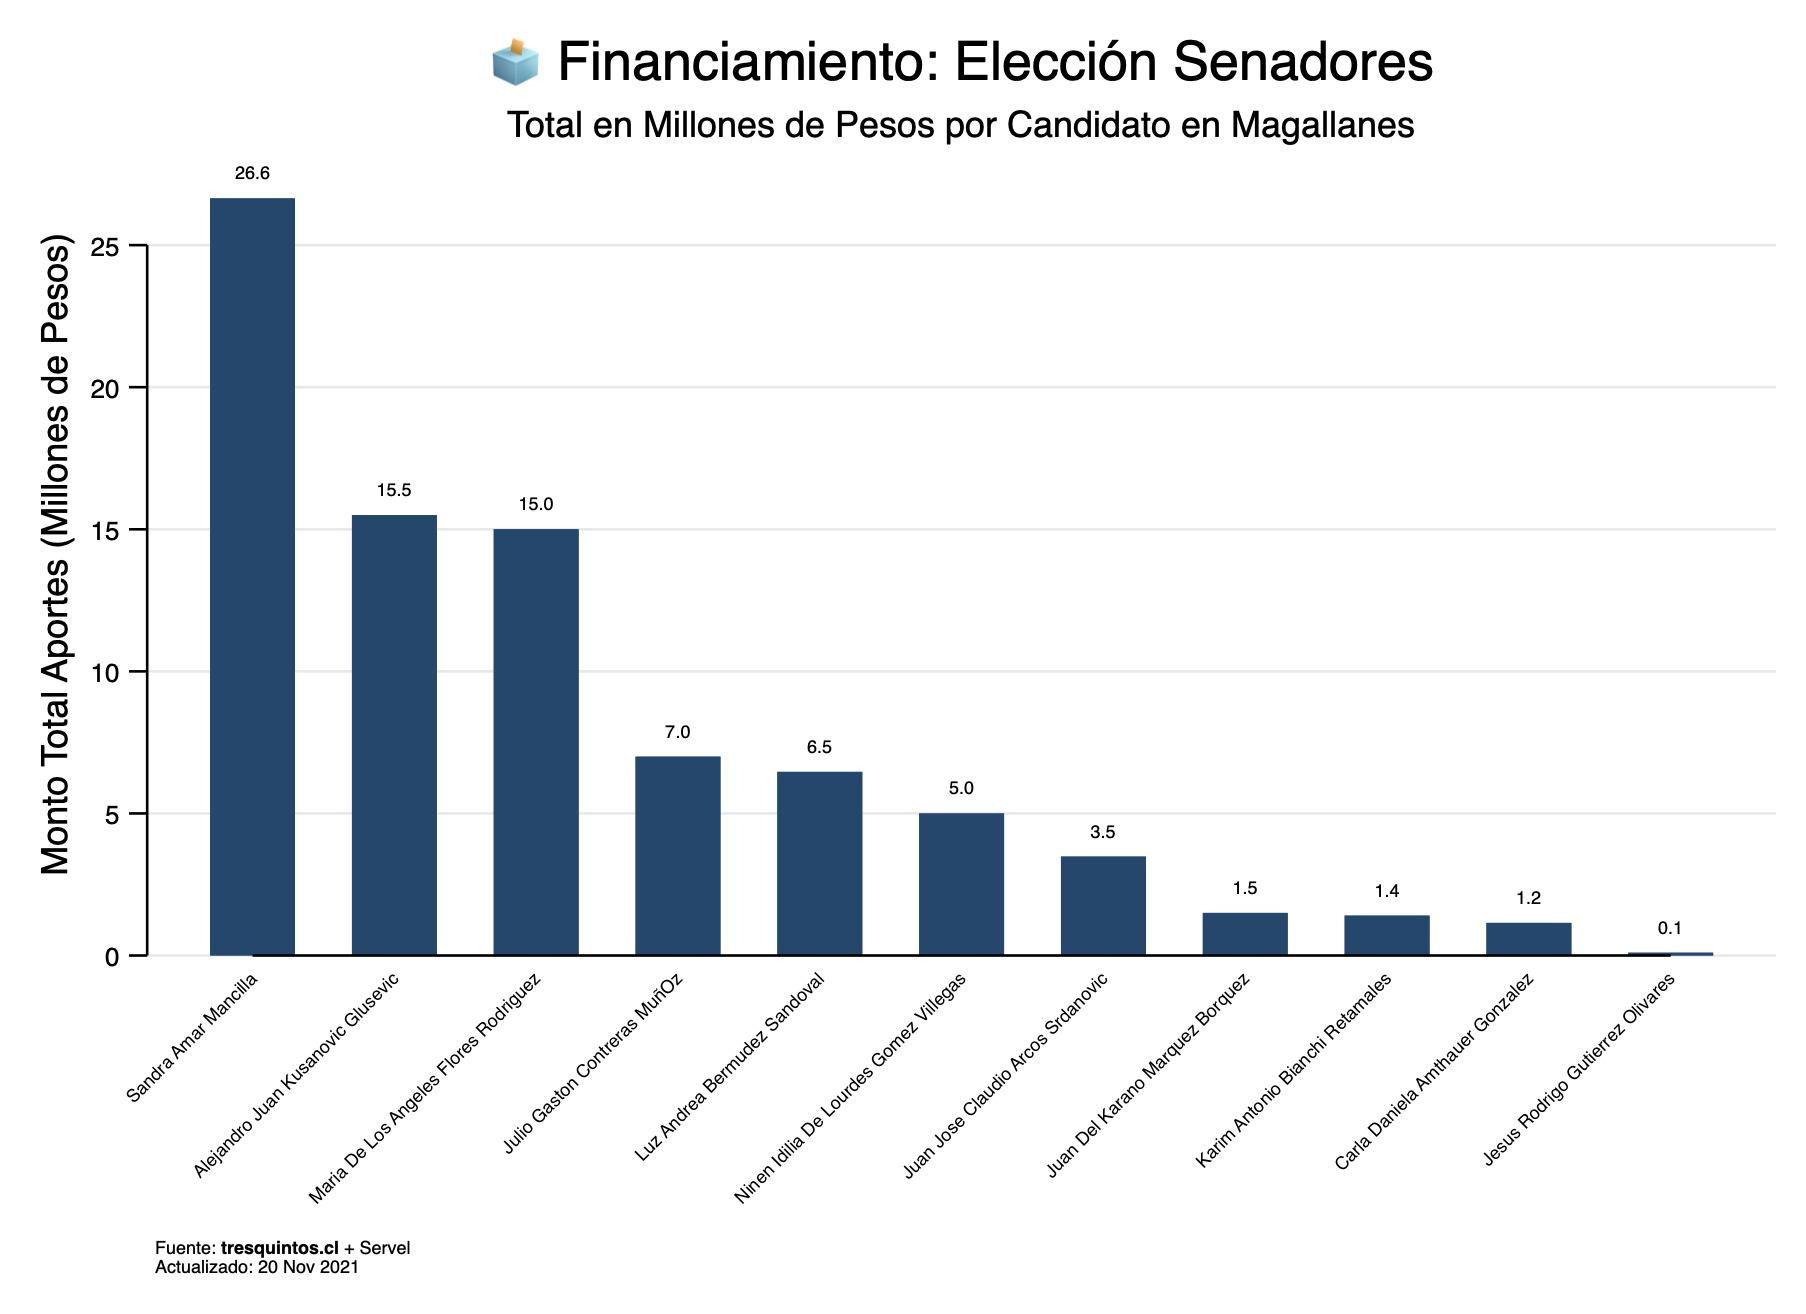 Financiamiento: Elección Senadores
Total en Millones de Pesos por Candidato en Magallanes
Monto Total Aportes (Millones de Pesos)
25
20
15
10
5
0
26.6
15.5
15.0
7.0
6.5
5.0
3.5
1.5
1.4
1.2
0.1
Sandra Amar Mancilla
Alejandro Juan Kusanovic Glusevic
Maria De Los Angeles Flores Rodriguez
Julio Gaston Contreras MuñOz
Luz Andrea Bermudez Sandoval
Ninen Idilia De Lourdes Gomez Villegas
Juan Jose Claudio Arcos Srdanovic
Juan Del Karano Marquez Borquez
Karim Antonio Bianchi Retamales
Carla Daniela Amthauer Gonzalez
Jesus Rodrigo Gutierrez Olivares
Fuente: tresquintos.cl + Servel
Actualizado: 20 Nov 2021